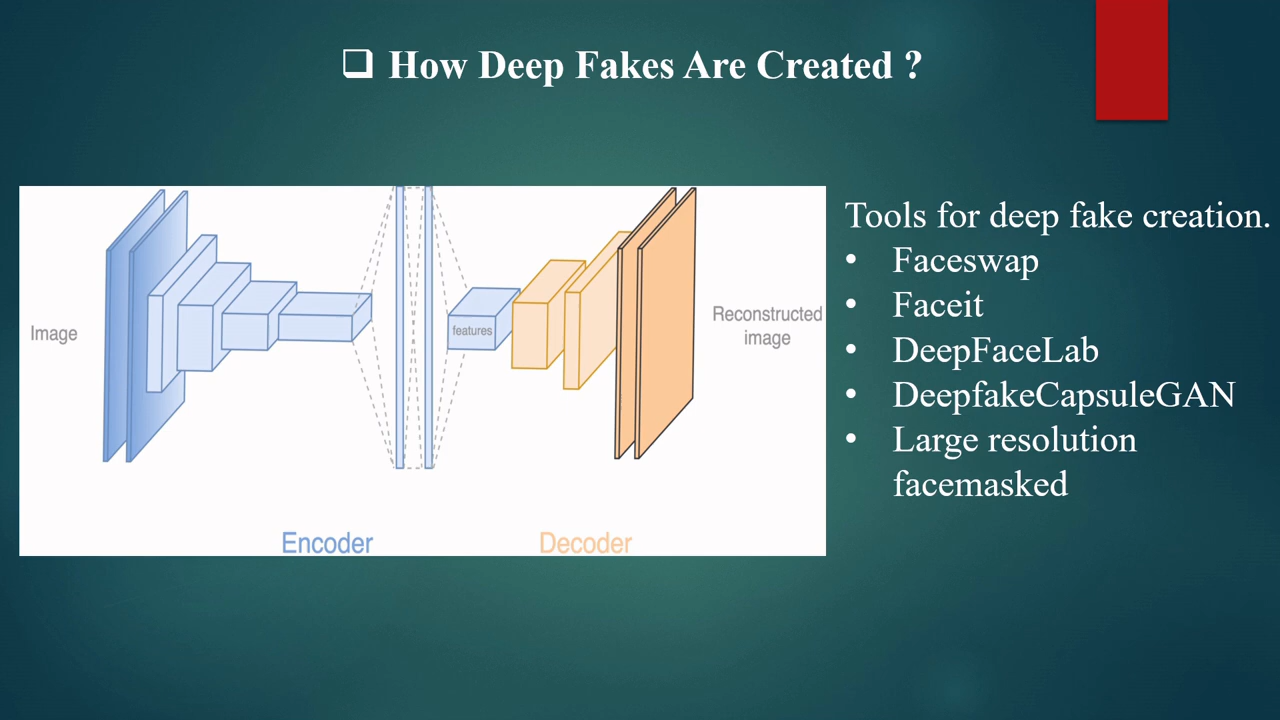 ❑ How Deep Fakes Are Created ?
Image
features
Reconstructed
image
Encoder
Decoder
Tools for deep fake creation.
• Faceswap
• Faceit
• DeepFaceLab
• DeepfakeCapsuleGAN
• Large resolution
facemasked